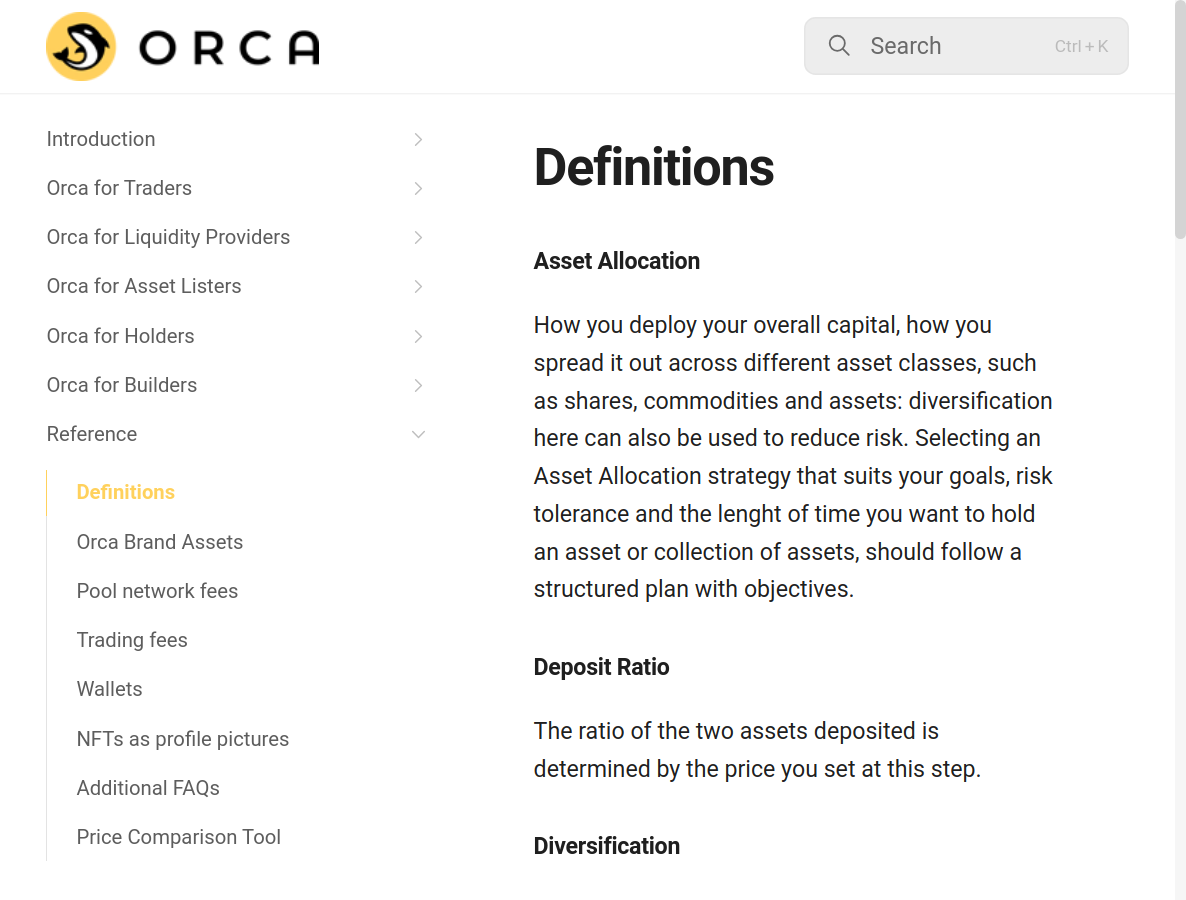 ORCA
Search
Ctrl + K
Introduction
Orca for Traders
Orca for Liquidity Providers
Orca for Asset Listers
Orca for Holders
Orca for Builders
Reference
Definitions
Orca Brand Assets
Pool network fees
Trading fees
Wallets
NFTs as profile pictures
Additional FAQs
Price Comparison Tool
Definitions
Asset Allocation
How you deploy your overall capital, how you
spread it out across different asset classes, such
as shares, commodities and assets: diversification
here can also be used to reduce risk. Selecting an
Asset Allocation strategy that suits your goals, risk
tolerance and the lenght of time you want to hold
an asset or collection of assets, should follow a
structured plan with objectives.
Deposit Ratio
The ratio of the two assets deposited is
determined by the price you set at this step.
Diversification